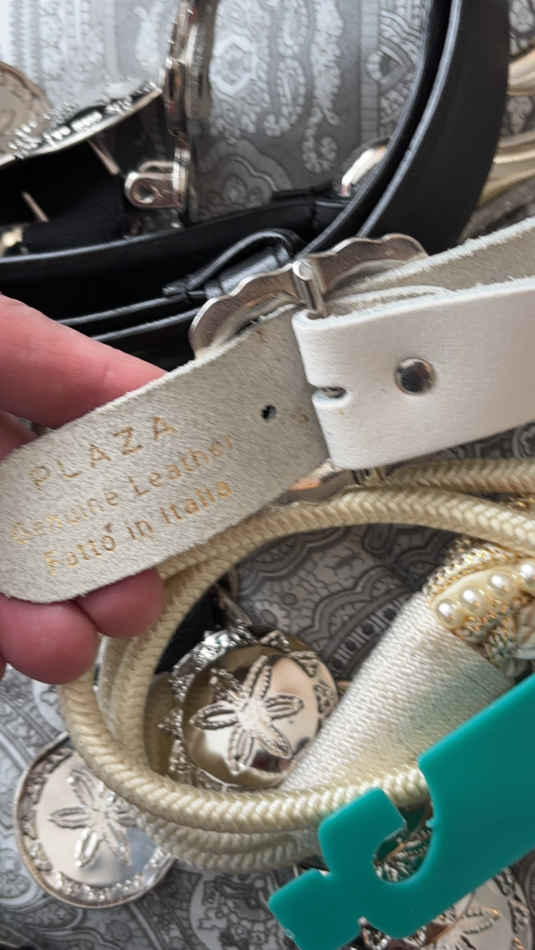 PLAZA
Genuine Leather
Fatto in Italia